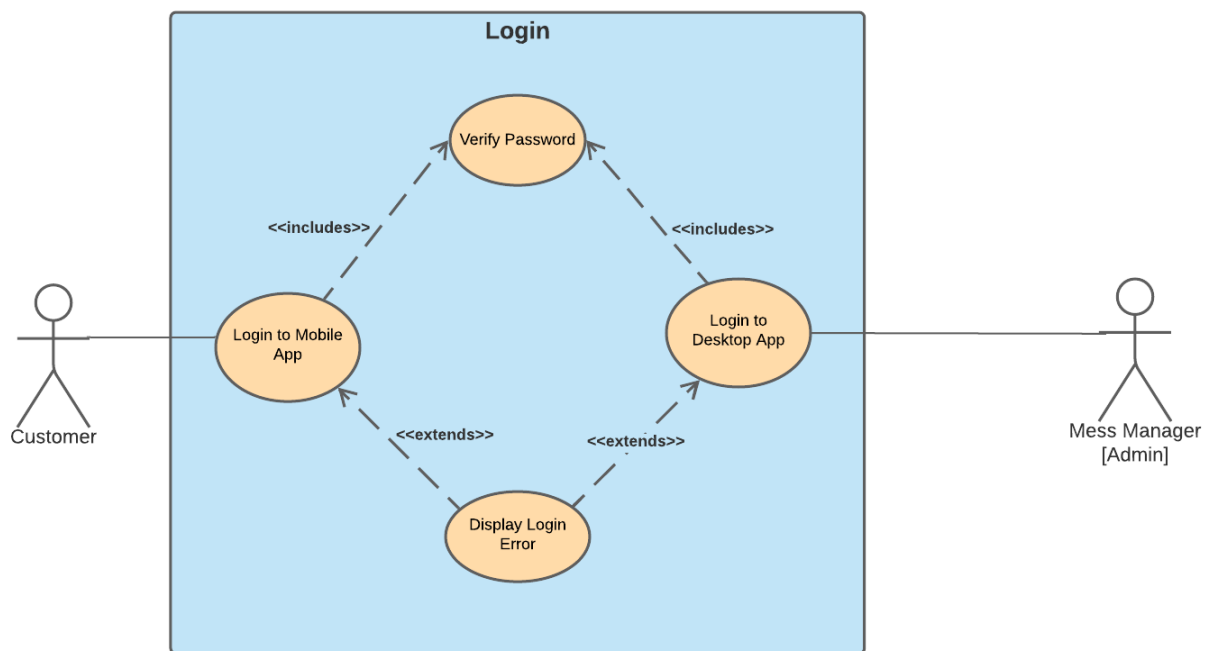 Login
Verify Password
<<includes>>
<<includes>>
Login to Mobile
App
Login to
Desktop App
Customer
Mess Manager
[Admin]
<<extends>>
<<extends>>
Display Login
Error